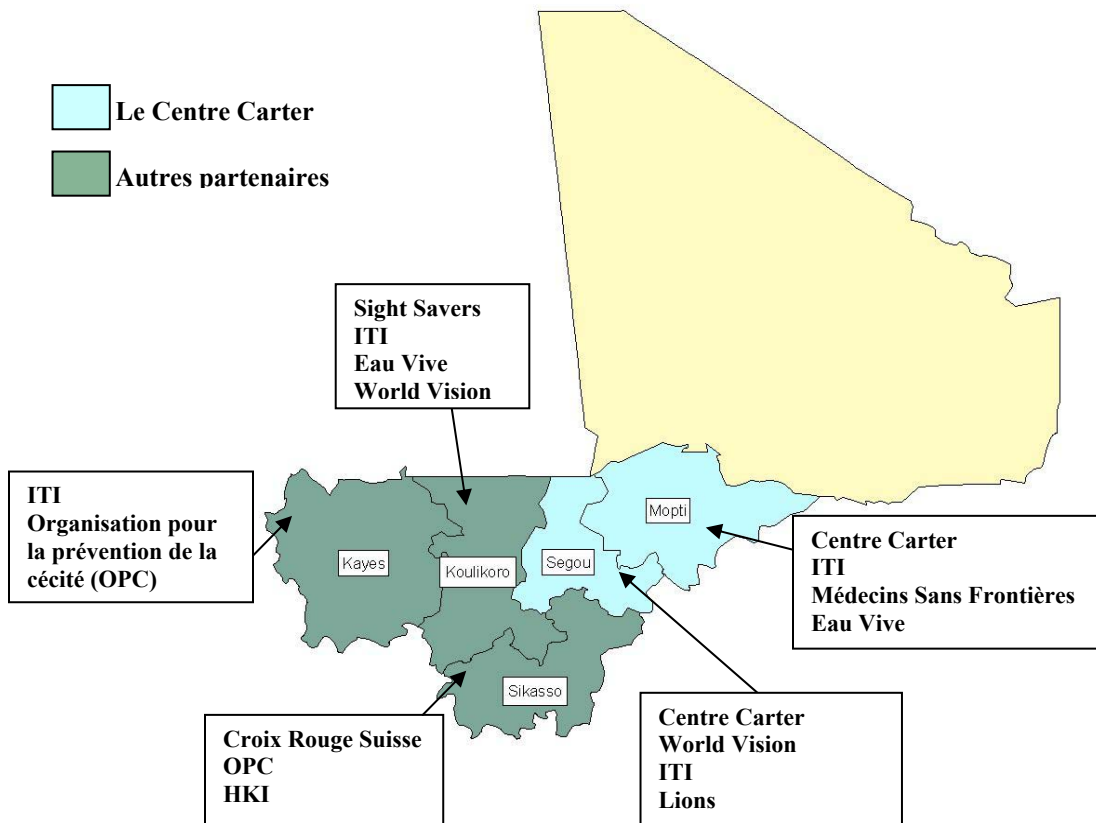 Le Centre Carter
Autres partenaires
Sight Savers
ITI
Eau Vive
World Vision
ITI
Organisation pour
la prévention de la
cécité (OPC)
Kayes
Koulikoro
Segou
Mopti
Sikasso
Centre Carter
ITI
Médecins Sans Frontières
Eau Vive
Croix Rouge Suisse
OPC
HKI
Centre Carter
World Vision
ITI
Lions